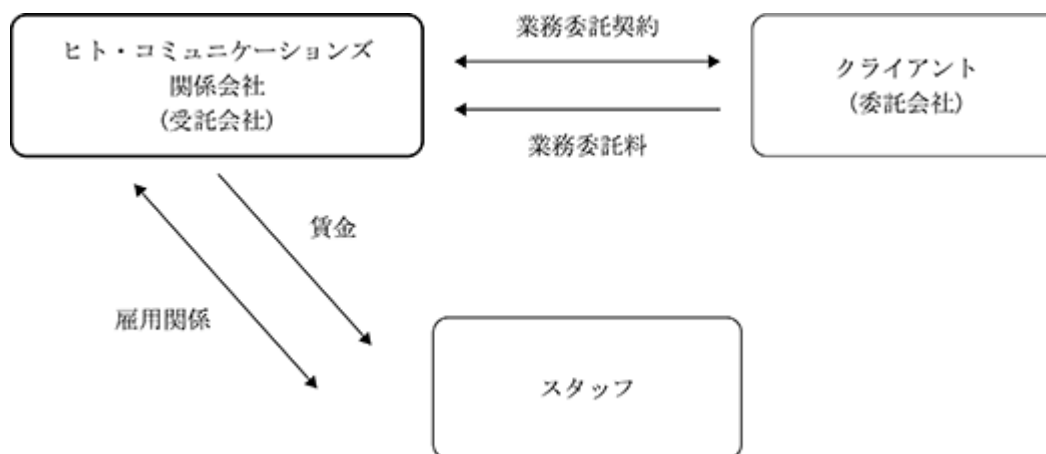 ヒト・コミュニケーションズ
関係会社
(受託会社)
業務委託契約
業務委託料
クライアント
(委託会社)
賃金
雇用関係
スタッフ